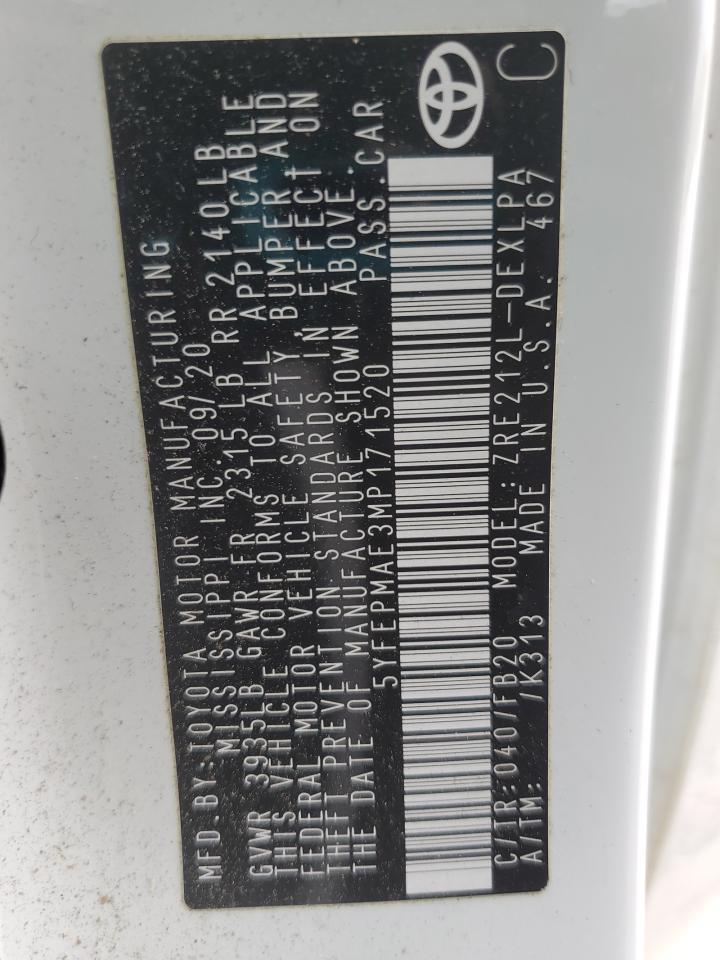 MFD.BY:TOYOTA MOTOR MANUFACTURING
MISSISSIPPI INC. 09/20
GVWR 3935LB GAWR FR 2315 LB RR 2140LB
THIS VEHICLE CONFORMS TO ALL APPLICABLE
FEDERAL MOTOR VEHICLE SAFETY, BUMPER AND
THEFT PREVENTION STANDARDS IN EFFECT ON
THE DATE OF MANUFACTURE SHOWN ABOVE.
5YFEPMAE3MP171520 PASS.CAR
C/TR: 040/FB20 MODEL: ZRE212L-DEXLPA
A/TM: /K313 MADE IN U.S.A. 467
C